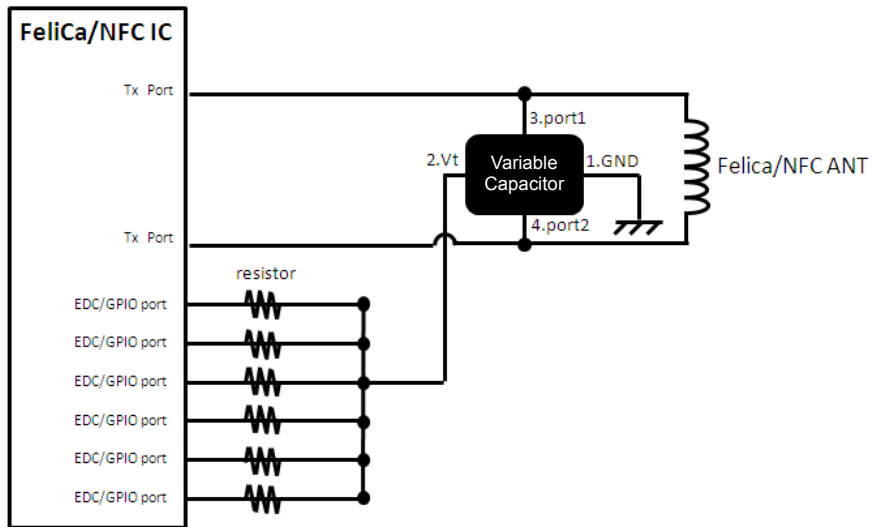 FeliCa/NFC IC
Tx Port
3.port1
2.Vt
Variable
Capacitor
1.GND
Felica/NFC ANT
4.port2
Tx Port
resistor
EDC/GPIO port
EDC/GPIO port
EDC/GPIO port
EDC/GPIO port
EDC/GPIO port
EDC/GPIO port